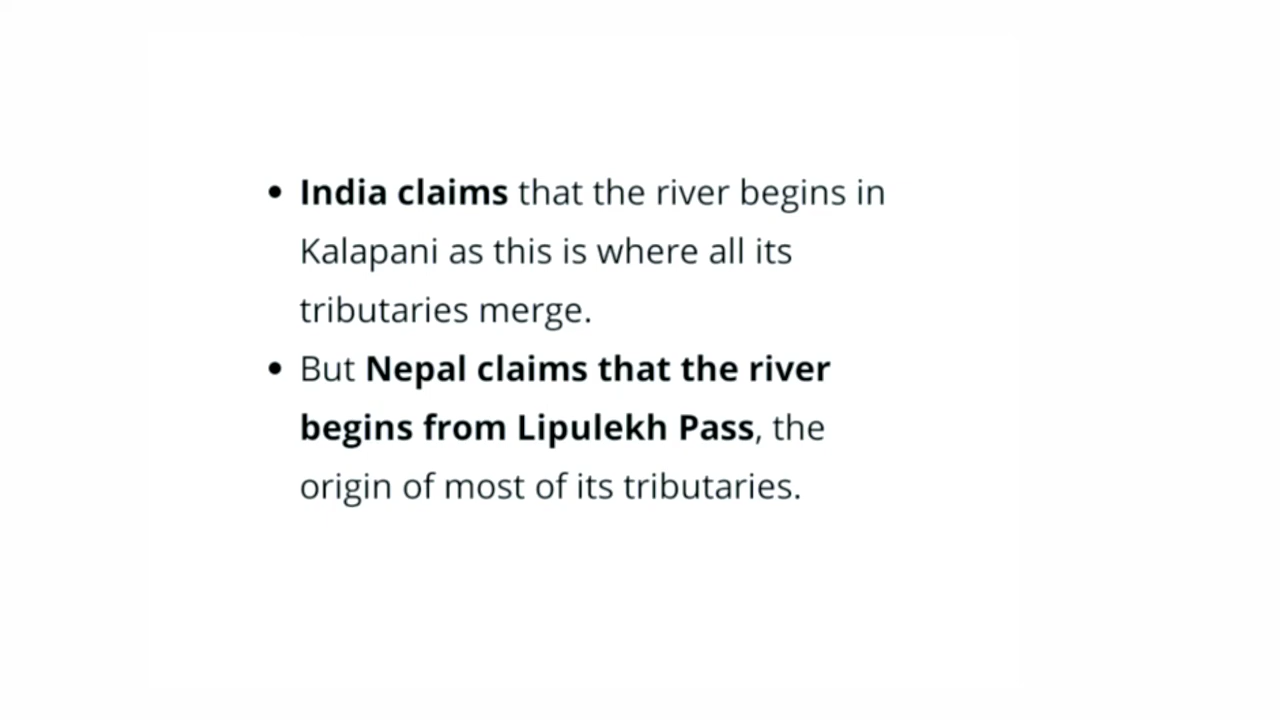 • India claims that the river begins in
Kalapani as this is where all its
tributaries merge.
• But Nepal claims that the river
begins from Lipulekh Pass, the
origin of most of its tributaries.